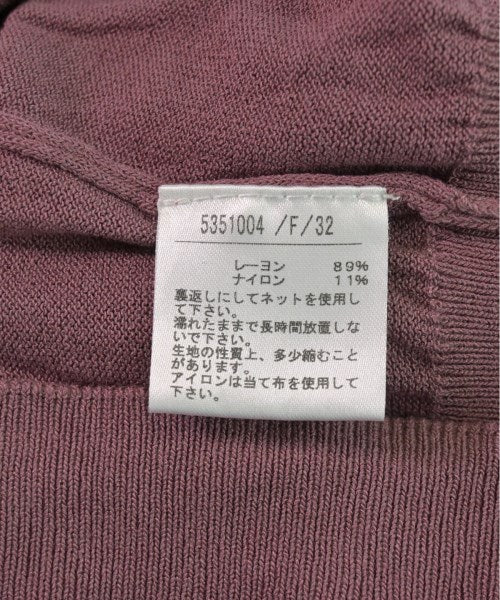 5351004 /F/32
レーヨン 89%
ナイロン 11%
裏返しにしてネットを使用し
て下さい。
濡れたままで長時間放置しな
いで下さい。
生地の性質上、多少縮むこと
があります。
アイロンは当て布を使用して
下さい。